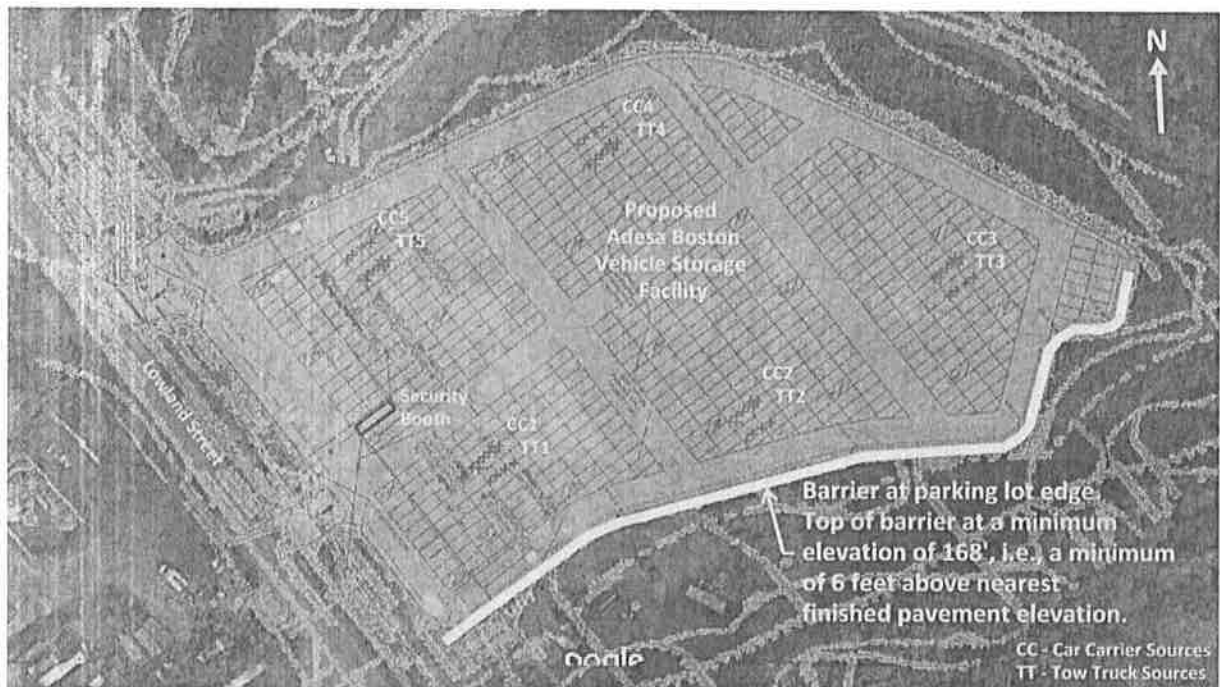 N
CC4
TT4
Proposed
Adesa Boston
Vehicle Storage
Facility
CC5
TT5
CC3
TT3
Lowland Street
Security
Booth
CC2
TT2
CC1
TT1
Barrier at parking lot edge.
Top of barrier at a minimum
elevation of 168', i.e., a minimum
of 6 feet above nearest
finished pavement elevation.
oogle
CC - Car Carrier Sources
TT - Tow Truck Sources